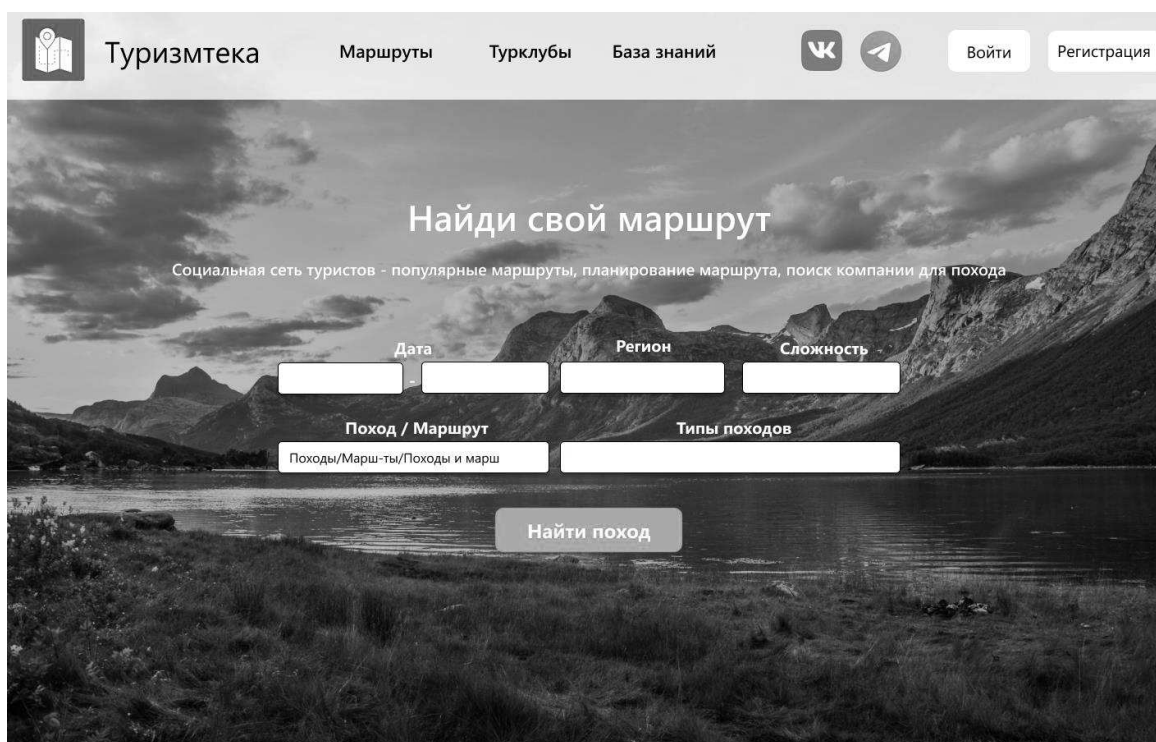 Туризмтека
Маршруты
Турклубы
База знаний
Войти
Регистрация
Найди свой маршрут
Социальная сеть туристов - популярные маршруты, планирование маршрута, поиск компании для похода
Дата
Регион
Сложность
-
Поход / Маршрут
Типы походов
Походы/Марш-ты/Походы и марш
Найти поход